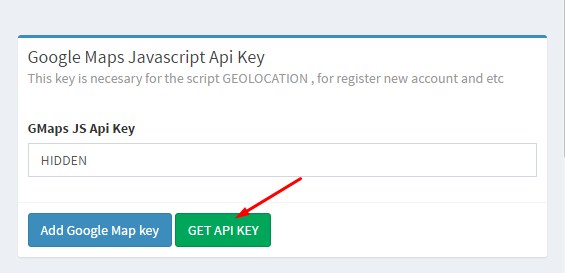 Google Maps Javascript Api Key
This key is necesary for the script GEOLOCATION , for register new account and etc
GMaps JS Api Key
HIDDEN
Add Google Map key GET API KEY